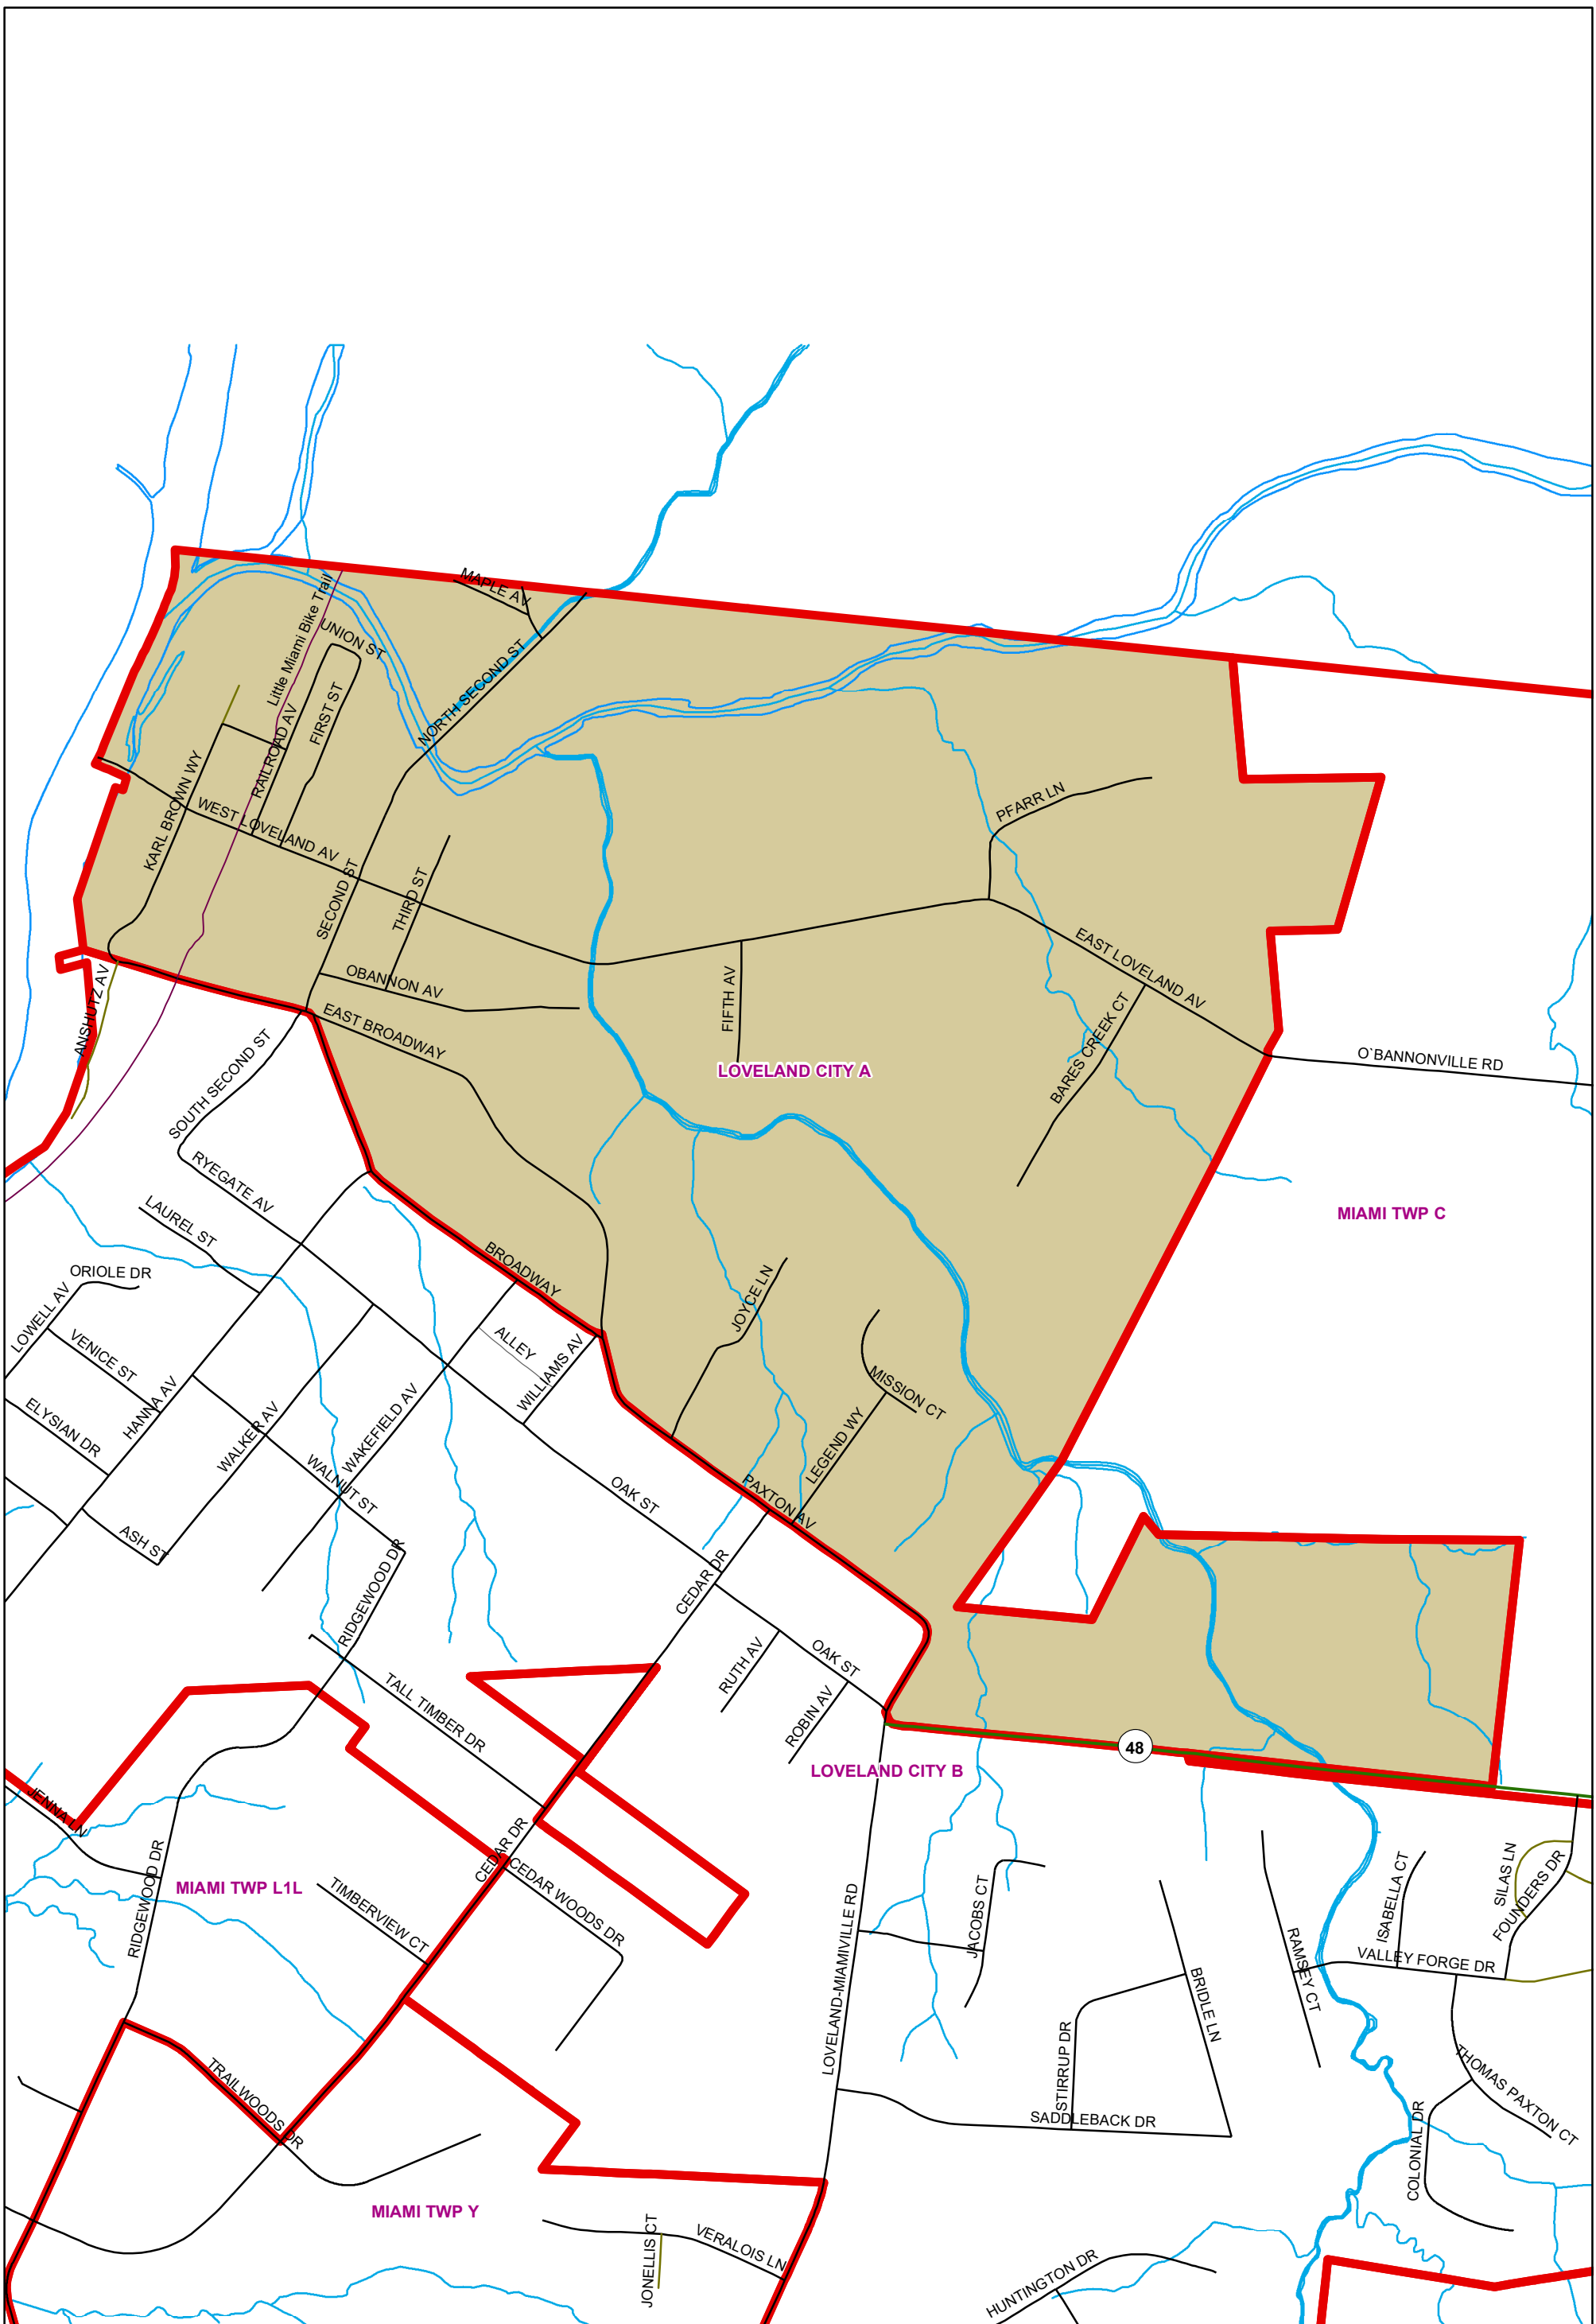 MAPLE AV
Little Miami Bike Trail
UNION ST
NORTH SECOND ST
FIRST ST
RAILROAD AV
KARL BROWN WY
WEST LOVELAND AV
PFARR LN
SECOND ST
THIRD ST
EAST LOVELAND AV
OBANNON AV
FIFTH AV
ANSHUTZ AV
EAST BROADWAY
BARES CREEK CT
O`BANNONVILLE RD
LOVELAND CITY A
SOUTH SECOND ST
RYEGATE AV
MIAMI TWP C
LAUREL ST
ORIOLE DR
BROADWAY
LOWELL AV
JOYCE LN
VENICE ST
ALLEY
WILLIAMS AV
MISSION CT
ELYSIAN DR
HANNA AV
WALKER AV
WAKEFIELD AV
LEGEND WY
WALNUT ST
OAK ST
PAXTON AV
ASH ST
RIDGEWOOD DR
CEDAR DR
RUTH AV
OAK ST
TALL TIMBER DR
ROBIN AV
48
LOVELAND CITY B
JENNA LN
CEDAR DR
RIDGEWOOD DR
MIAMI TWP L1L
CEDAR WOODS DR
TIMBERVIEW CT
SILAS LN
FOUNDERS DR
ISABELLA CT
JACOBS CT
LOVELAND-MIAMIVILLE RD
VALLEY FORGE DR
RAMSEY CT
BRIDLE LN
STIRRUP DR
TRAILWOODS DR
THOMAS PAXTON CT
SADDLEBACK DR
COLONIAL DR
MIAMI TWP Y
JONELLIS CT
VERALOIS LN
HUNTINGTON DR